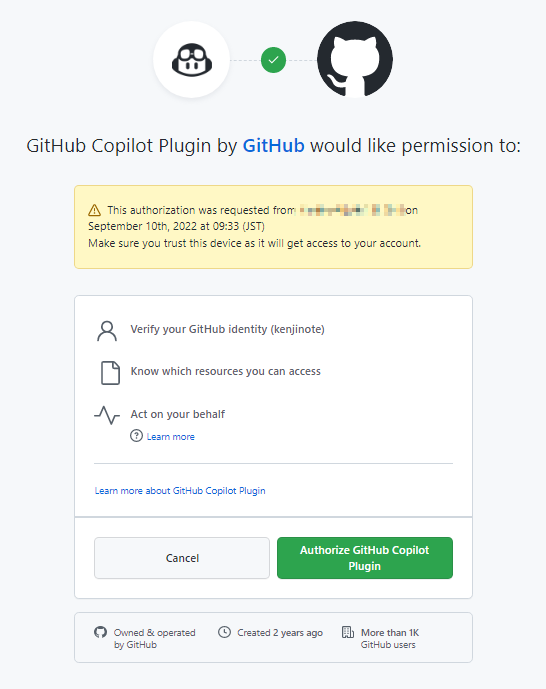 GitHub Copilot Plugin by GitHub would like permission to:
This authorization was requested from on
September 10th, 2022 at 09:33 (JST)
Make sure you trust this device as it will get access to your account.
Verify your GitHub identity (kenjinote)
Know which resources you can access
Act on your behalf
Learn more
Learn more about GitHub Copilot Plugin
Cancel
Authorize GitHub Copilot
Plugin
Owned & operated
by GitHub
Created 2 years ago
More than 1K
GitHub users